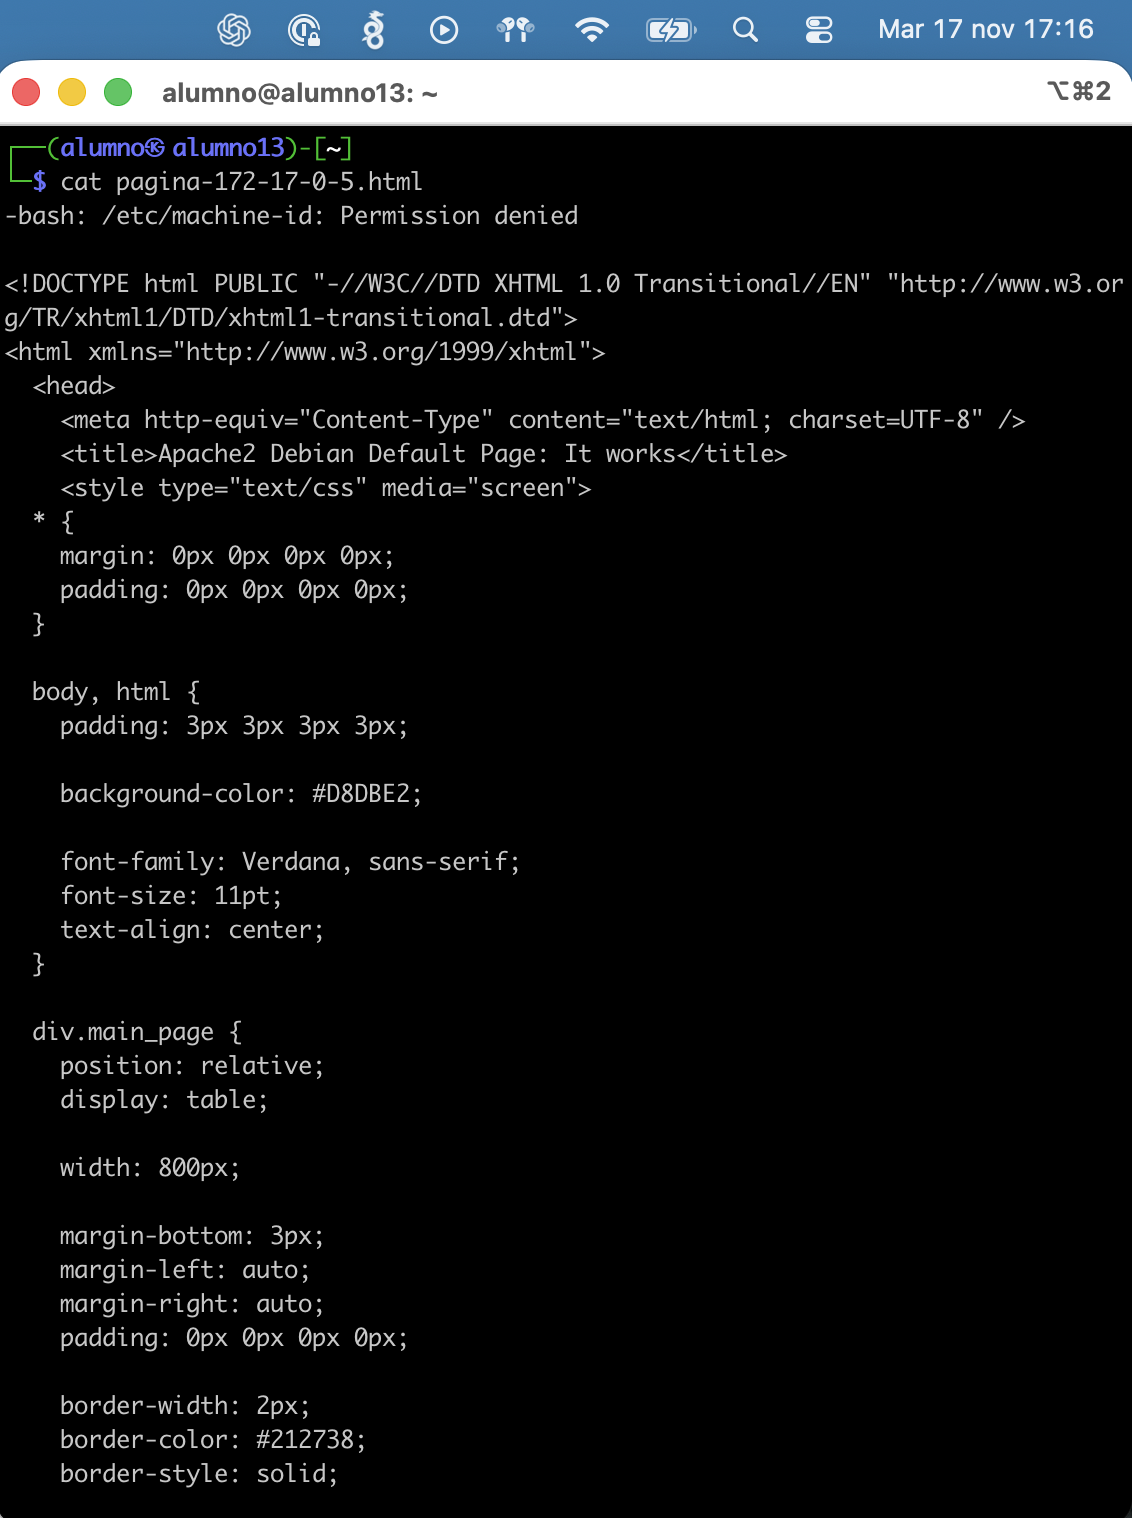 Mar 17 nov 17:16
alumno@alumno13: ~
⌥⌘2
┌──(alumno㉿ alumno13)-[~]
└─$ cat pagina-172-17-0-5.html
-bash: /etc/machine-id: Permission denied
<!DOCTYPE html PUBLIC "-//W3C//DTD XHTML 1.0 Transitional//EN" "http://www.w3.or
g/TR/xhtml1/DTD/xhtml1-transitional.dtd">
<html xmlns="http://www.w3.org/1999/xhtml">
  <head>
    <meta http-equiv="Content-Type" content="text/html; charset=UTF-8" />
    <title>Apache2 Debian Default Page: It works</title>
    <style type="text/css" media="screen">
  * {
    margin: 0px 0px 0px 0px;
    padding: 0px 0px 0px 0px;
  }
  body, html {
    padding: 3px 3px 3px 3px;
    background-color: #D8DBE2;
    font-family: Verdana, sans-serif;
    font-size: 11pt;
    text-align: center;
  }
  div.main_page {
    position: relative;
    display: table;
    width: 800px;
    margin-bottom: 3px;
    margin-left: auto;
    margin-right: auto;
    padding: 0px 0px 0px 0px;
    border-width: 2px;
    border-color: #212738;
    border-style: solid;